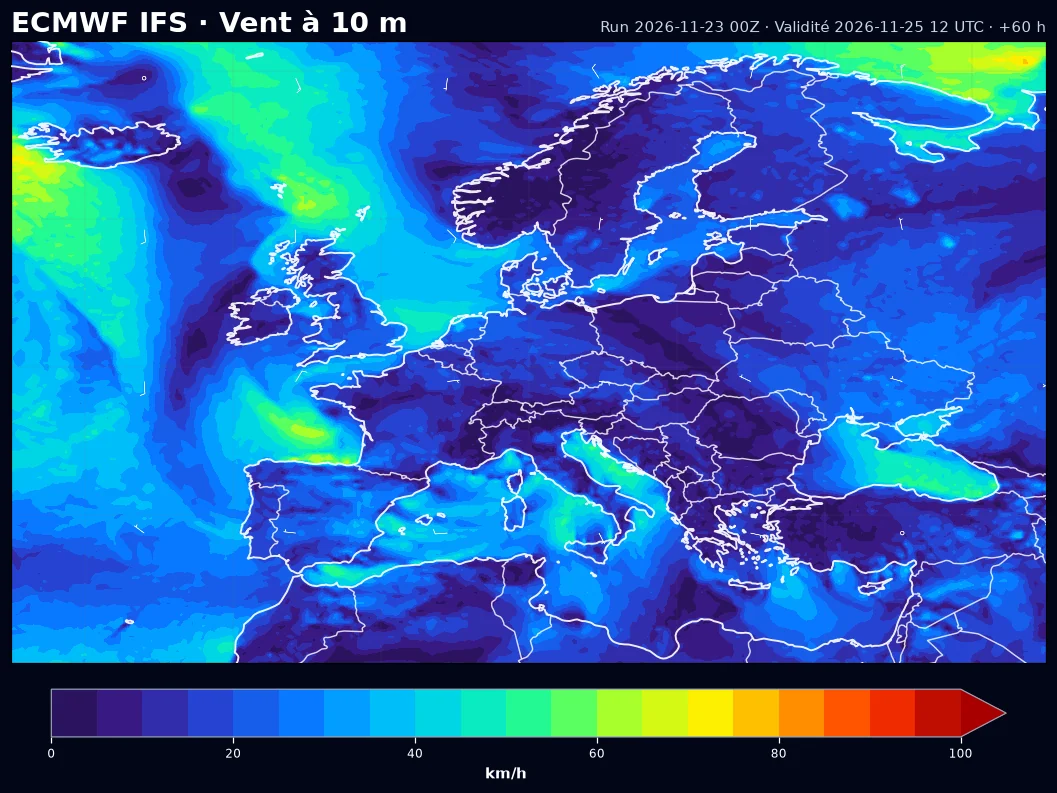 ECMWF IFS · Vent à 10 m
Run 2026-11-23 00Z · Validité 2026-11-25 12 UTC · +60 h
0 20 40 60 80 100
km/h